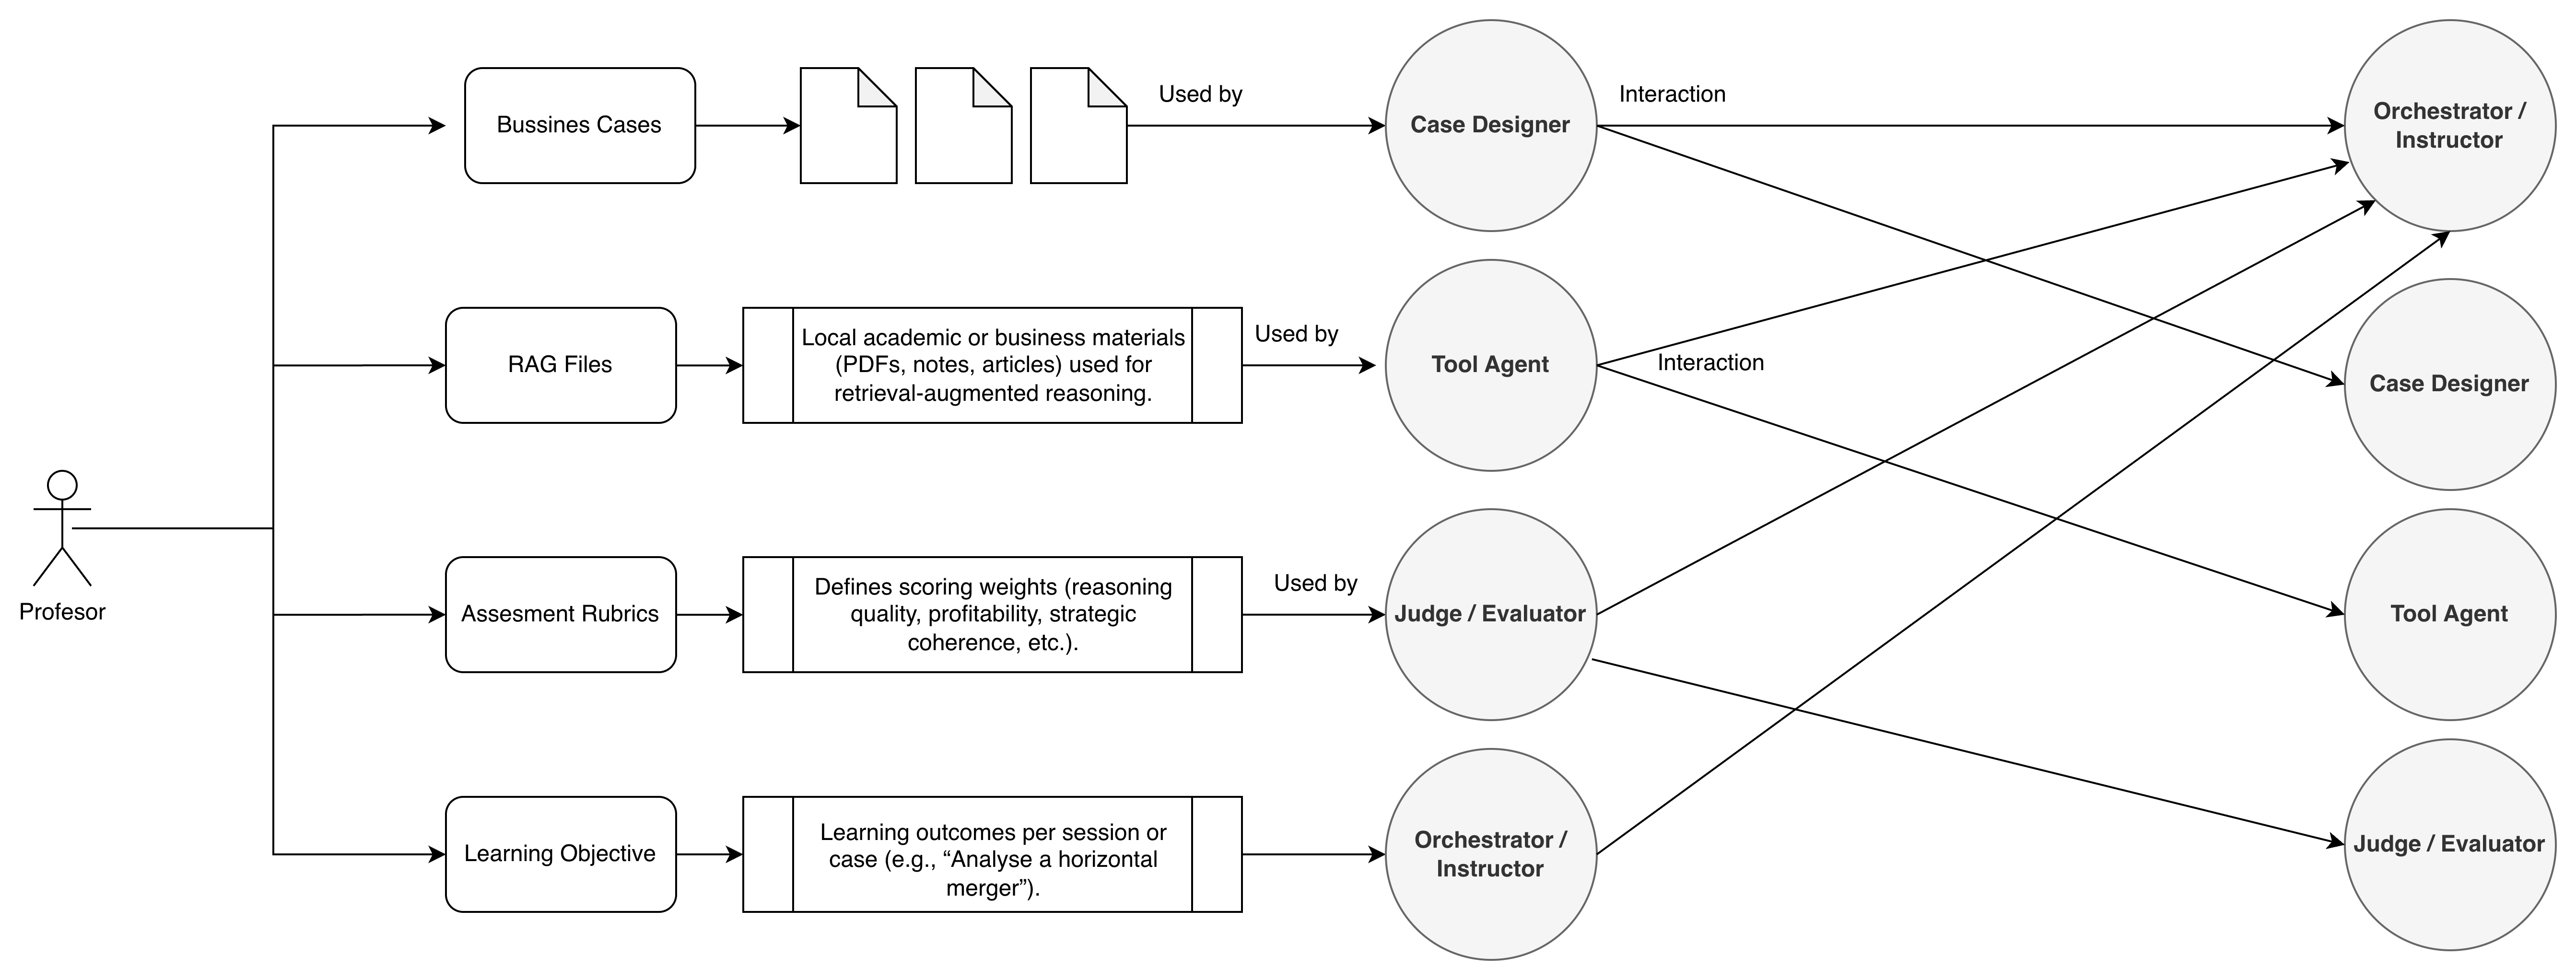 Bussines Cases
Used by
Case Designer
Interaction
Orchestrator /
Instructor
RAG Files
Local academic or business materials
(PDFs, notes, articles) used for
retrieval-augmented reasoning.
Used by
Tool Agent
Interaction
Case Designer
Profesor
Assesment Rubrics
Defines scoring weights (reasoning
quality, profitability, strategic
coherence, etc.).
Used by
Judge / Evaluator
Tool Agent
Learning Objective
Learning outcomes per session or
case (e.g., “Analyse a horizontal
merger”).
Orchestrator /
Instructor
Judge / Evaluator